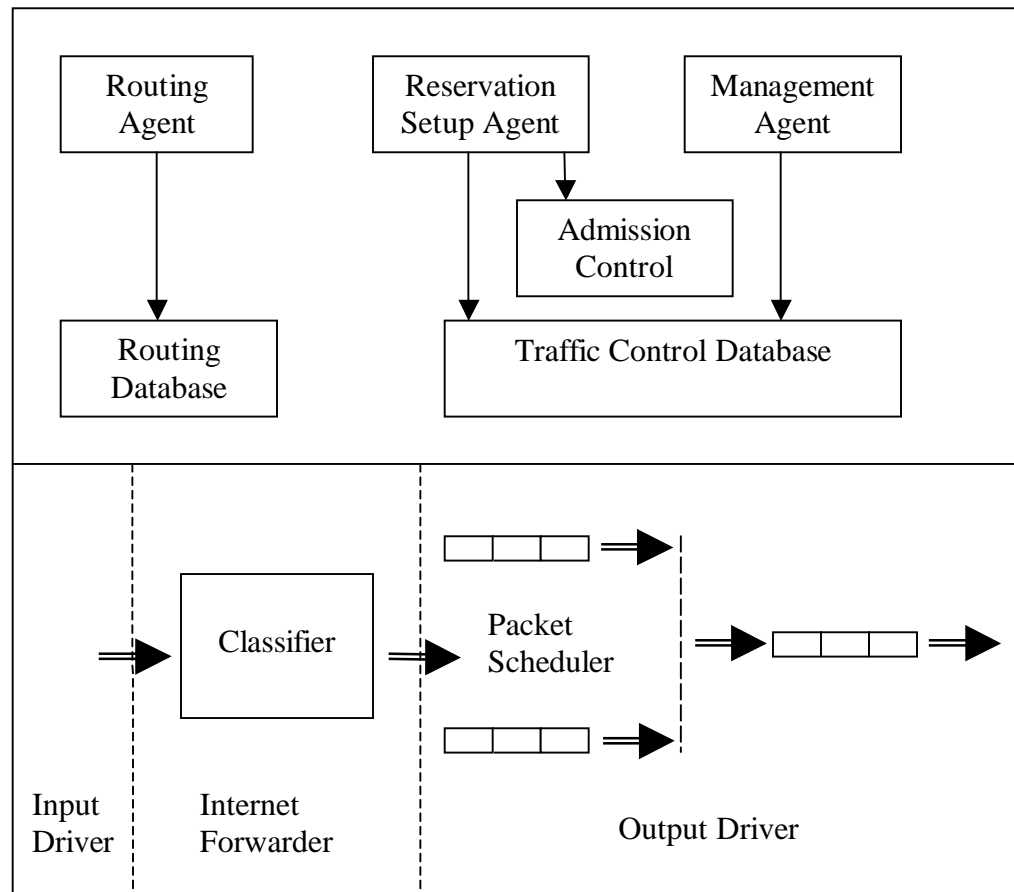 Routing
Agent
Reservation
Setup Agent
Management
Agent
Admission
Control
Routing
Database
Traffic Control Database
Classifier
Packet
Scheduler
Input
Driver
Internet
Forwarder
Output Driver